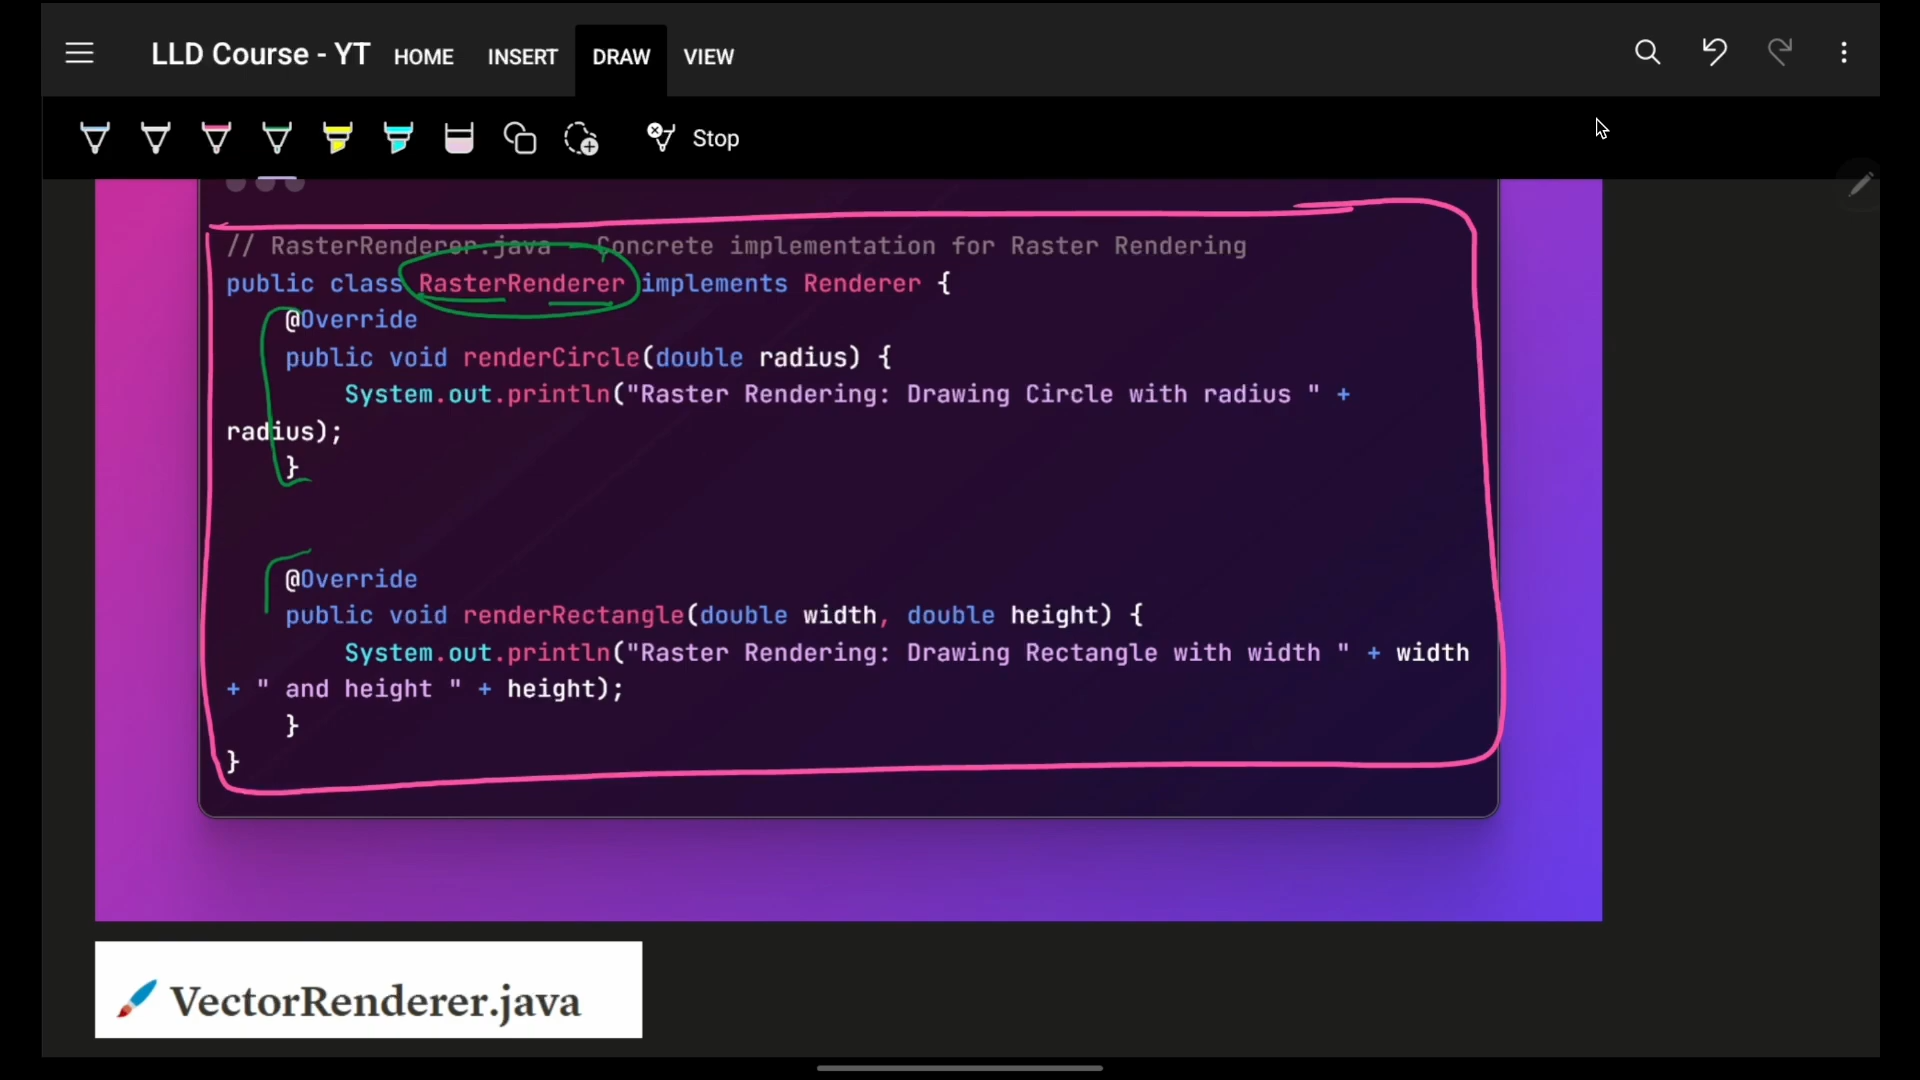 LLD Course - YT HOME INSERT DRAW VIEW
Stop
// RasterRenderer.java - Concrete implementation for Raster Rendering
public class RasterRenderer implements Renderer {
    @Override
    public void renderCircle(double radius) {
        System.out.println("Raster Rendering: Drawing Circle with radius " +
radius);
    }
    @Override
    public void renderRectangle(double width, double height) {
        System.out.println("Raster Rendering: Drawing Rectangle with width " + width
+ " and height " + height);
    }
}
VectorRenderer.java